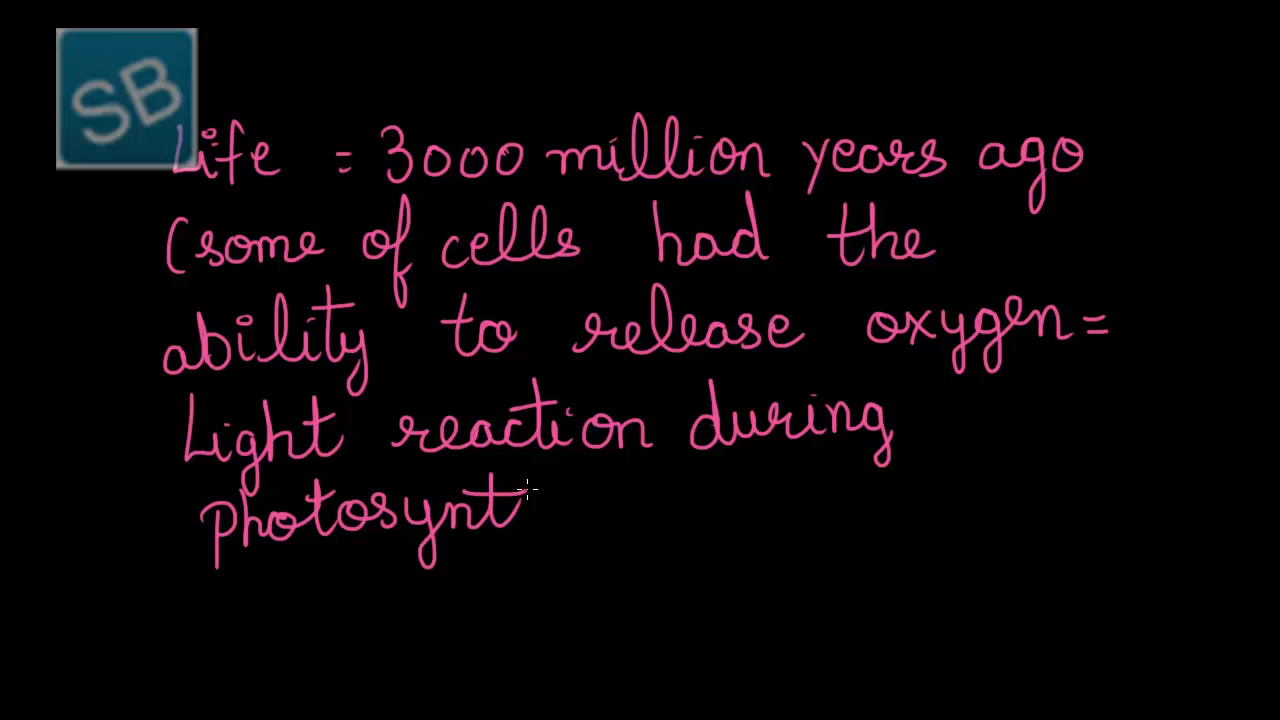 SB
Life = 3000 million years ago
(some of cells had the
ability to release oxygen=
Light reaction during
Photosynt